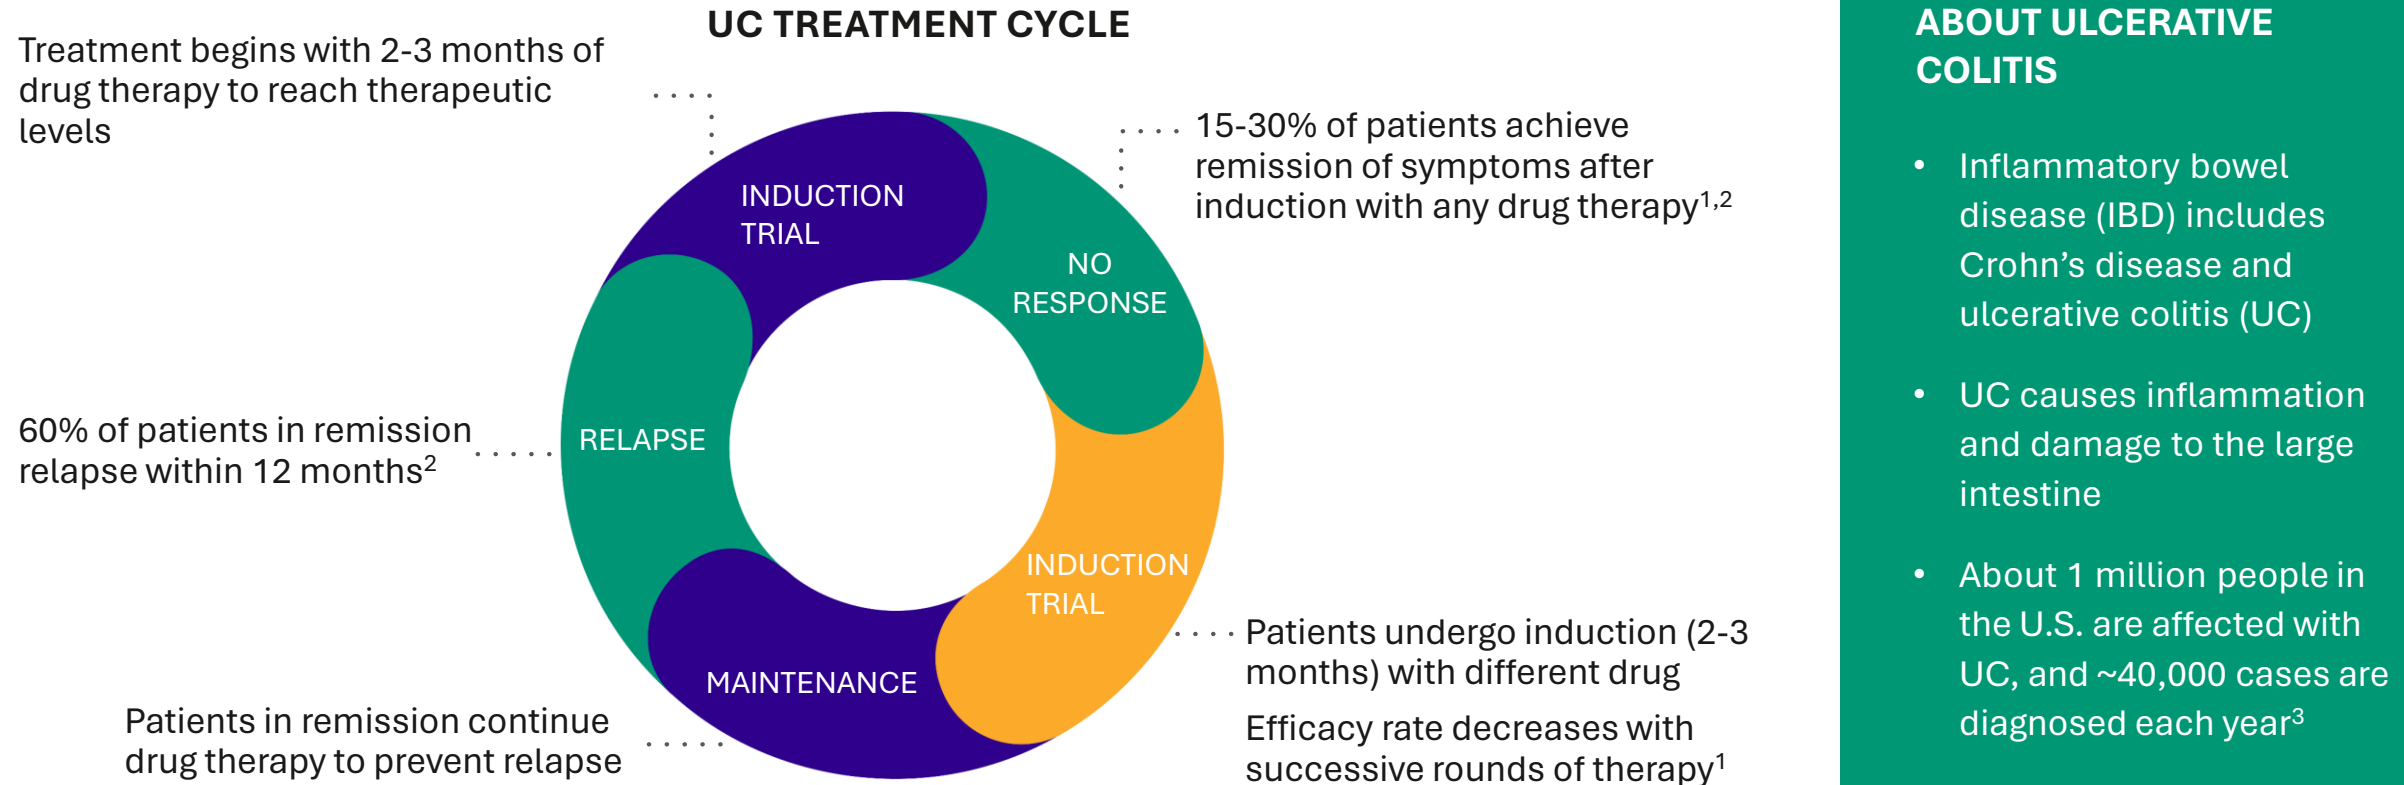 UC TREATMENT CYCLE
Treatment begins with 2-3 months of
drug therapy to reach therapeutic
levels
15-30% of patients achieve
remission of symptoms after
induction with any drug therapy1,2
INDUCTION
TRIAL
NO
RESPONSE
60% of patients in remission
relapse within 12 months2
RELAPSE
INDUCTION
TRIAL
Patients undergo induction (2-3
months) with different drug
Efficacy rate decreases with
successive rounds of therapy1
MAINTENANCE
Patients in remission continue
drug therapy to prevent relapse
ABOUT ULCERATIVE
COLITIS
• Inflammatory bowel
disease (IBD) includes
Crohn’s disease and
ulcerative colitis (UC)
• UC causes inflammation
and damage to the large
intestine
• About 1 million people in
the U.S. are affected with
UC, and ~40,000 cases are
diagnosed each year3